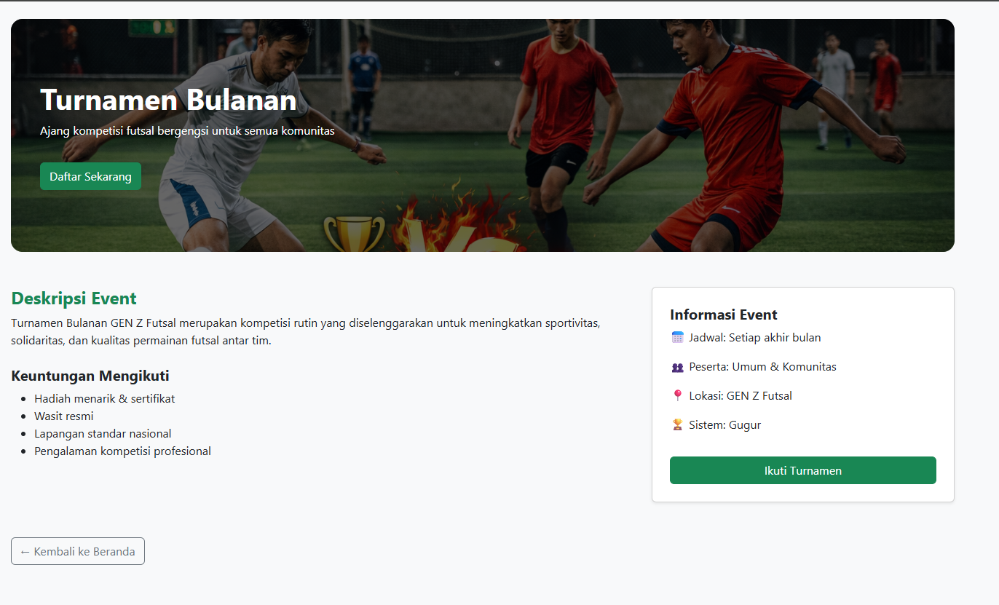 Turnamen Bulanan
Ajang kompetisi futsal bergengsi untuk semua komunitas
Daftar Sekarang
Deskripsi Event
Turnamen Bulanan GEN Z Futsal merupakan kompetisi rutin yang diselenggarakan untuk meningkatkan sportivitas,
solidaritas, dan kualitas permainan futsal antar tim.
Keuntungan Mengikuti
Hadiah menarik & sertifikat
Wasit resmi
Lapangan standar nasional
Pengalaman kompetisi profesional
Informasi Event
Jadwal: Setiap akhir bulan
Peserta: Umum & Komunitas
Lokasi: GEN Z Futsal
Sistem: Gugur
Ikuti Turnamen
← Kembali ke Beranda